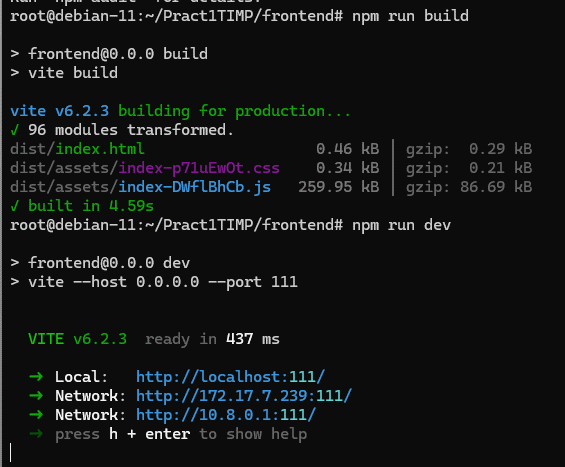 root@debian-11:~/Pract1TIMP/frontend# npm run build
> frontend@0.0.0 build
> vite build
vite v6.2.3 building for production...
✓ 96 modules transformed.
dist/index.html 0.46 kB │ gzip: 0.29 kB
dist/assets/index-p71uEwOt.css 0.34 kB │ gzip: 0.21 kB
dist/assets/index-DWflBhCb.js 259.95 kB │ gzip: 86.69 kB
✓ built in 4.59s
root@debian-11:~/Pract1TIMP/frontend# npm run dev
> frontend@0.0.0 dev
> vite --host 0.0.0.0 --port 111
VITE v6.2.3 ready in 437 ms
➜ Local: http://localhost:111/
➜ Network: http://172.17.7.239:111/
➜ Network: http://10.8.0.1:111/
➜ press h + enter to show help